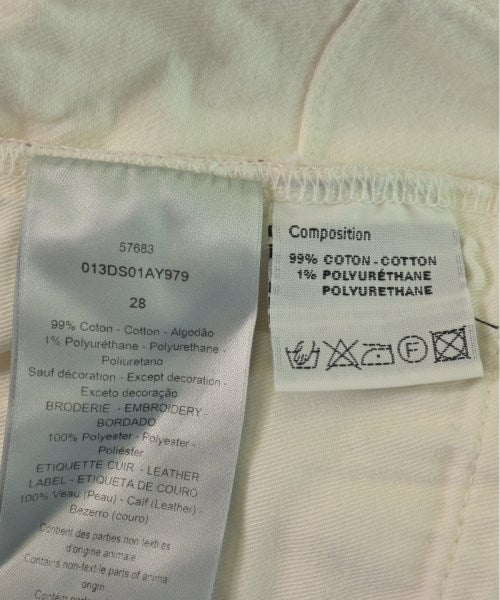 57683
013DS01AY979
28
99% Coton - Cotton - Algodão
1% Polyuréthane - Polyurethane -
Poliuretano
Sauf décoration - Except decoration -
Exceto decoração
BRODERIE - EMBROIDERY
BORDADO
100% Polyester - Polyester -
Polyester
ETIQUETTE CUIR - LEATHER
LABEL - ETIQUETA DE COURO
100% Veau (Peau) - Calf (Leather) -
Bezerro (couro)
Contient des parties non textiles
d'origine animale
Contains non-textile parts of animal
origin
Contém partes
Composition
99% COTON - COTTON
1% POLYURÉTHANE
POLYURETHANE
F